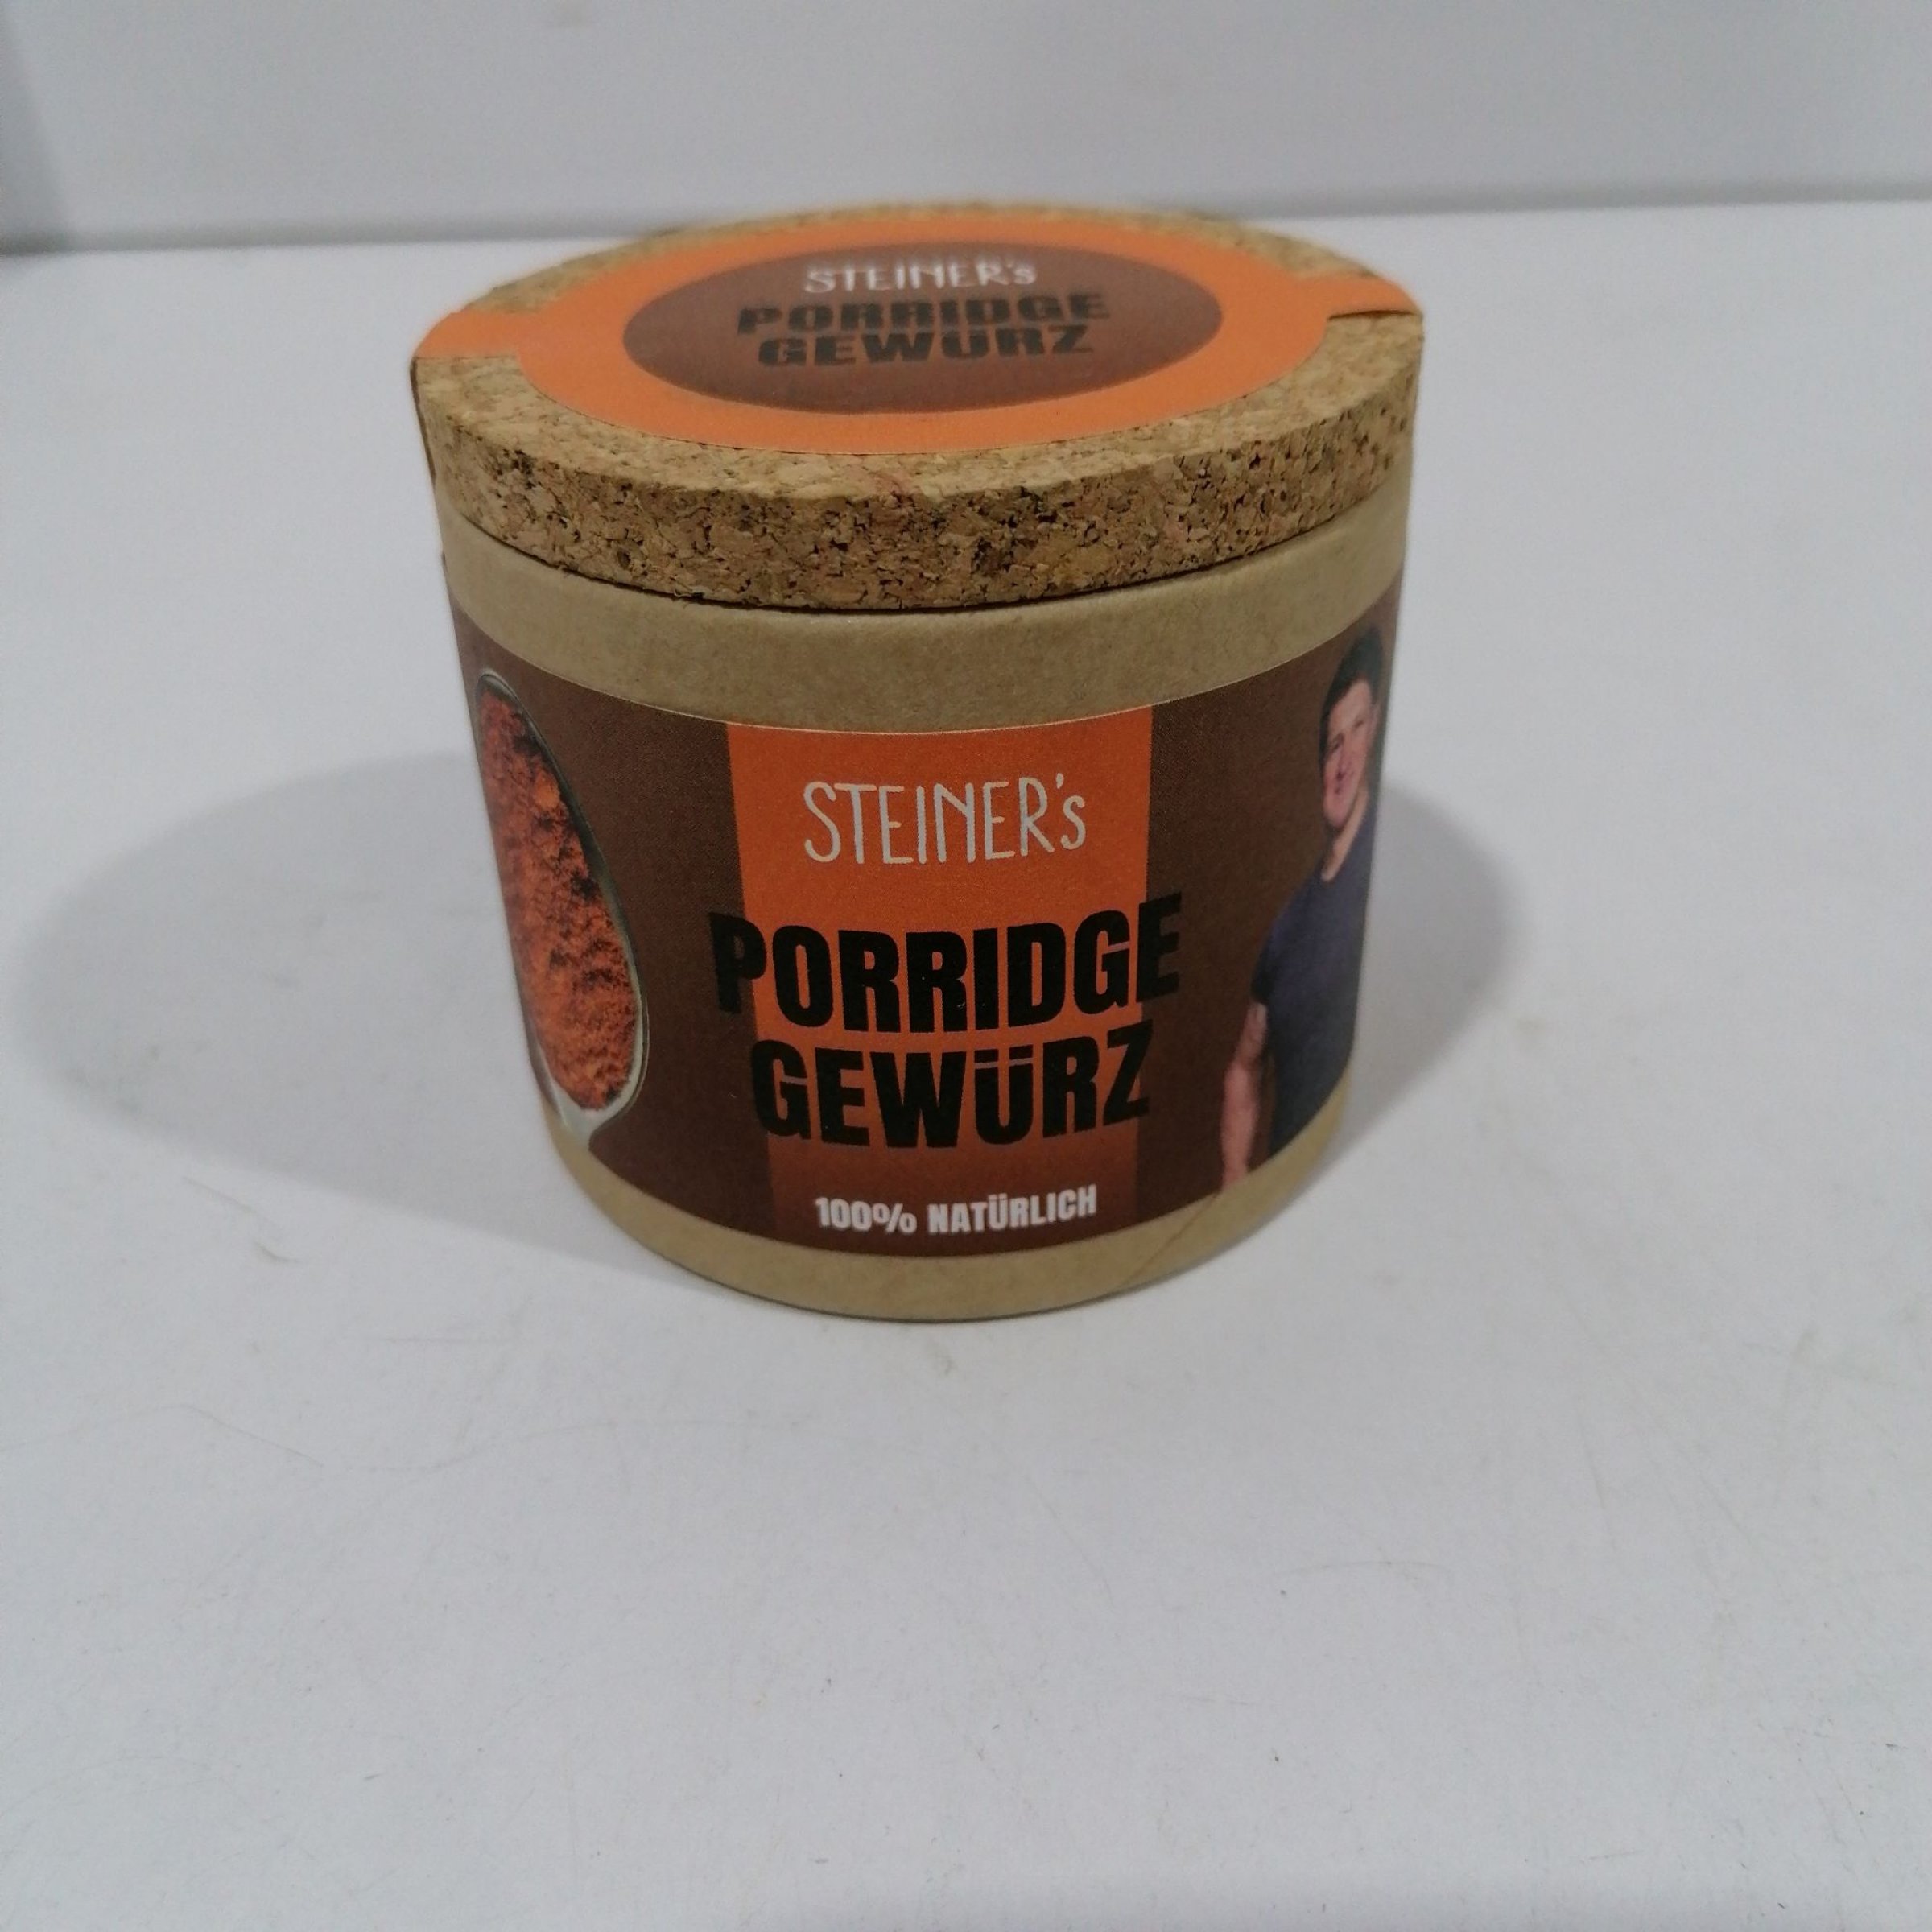 STEINER's
PORRIDGE
GEWÜRZ
STEINER's
PORRIDGE
GEWÜRZ
100% NATÜRLICH